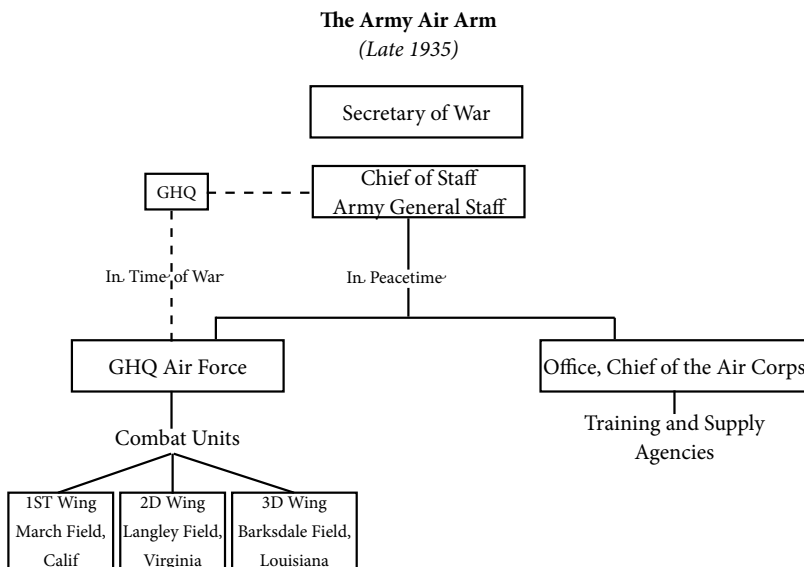 The Army Air Arm
(Late 1935)
Secretary of War
GHQ
Chief of Staff
Army General Staff
In Time of War
In Peacetime
GHQ Air Force
Office, Chief of the Air Corps
Combat Units
Training and Supply
Agencies
1ST Wing
March Field,
Calif
2D Wing
Langley Field,
Virginia
3D Wing
Barksdale Field,
Louisiana